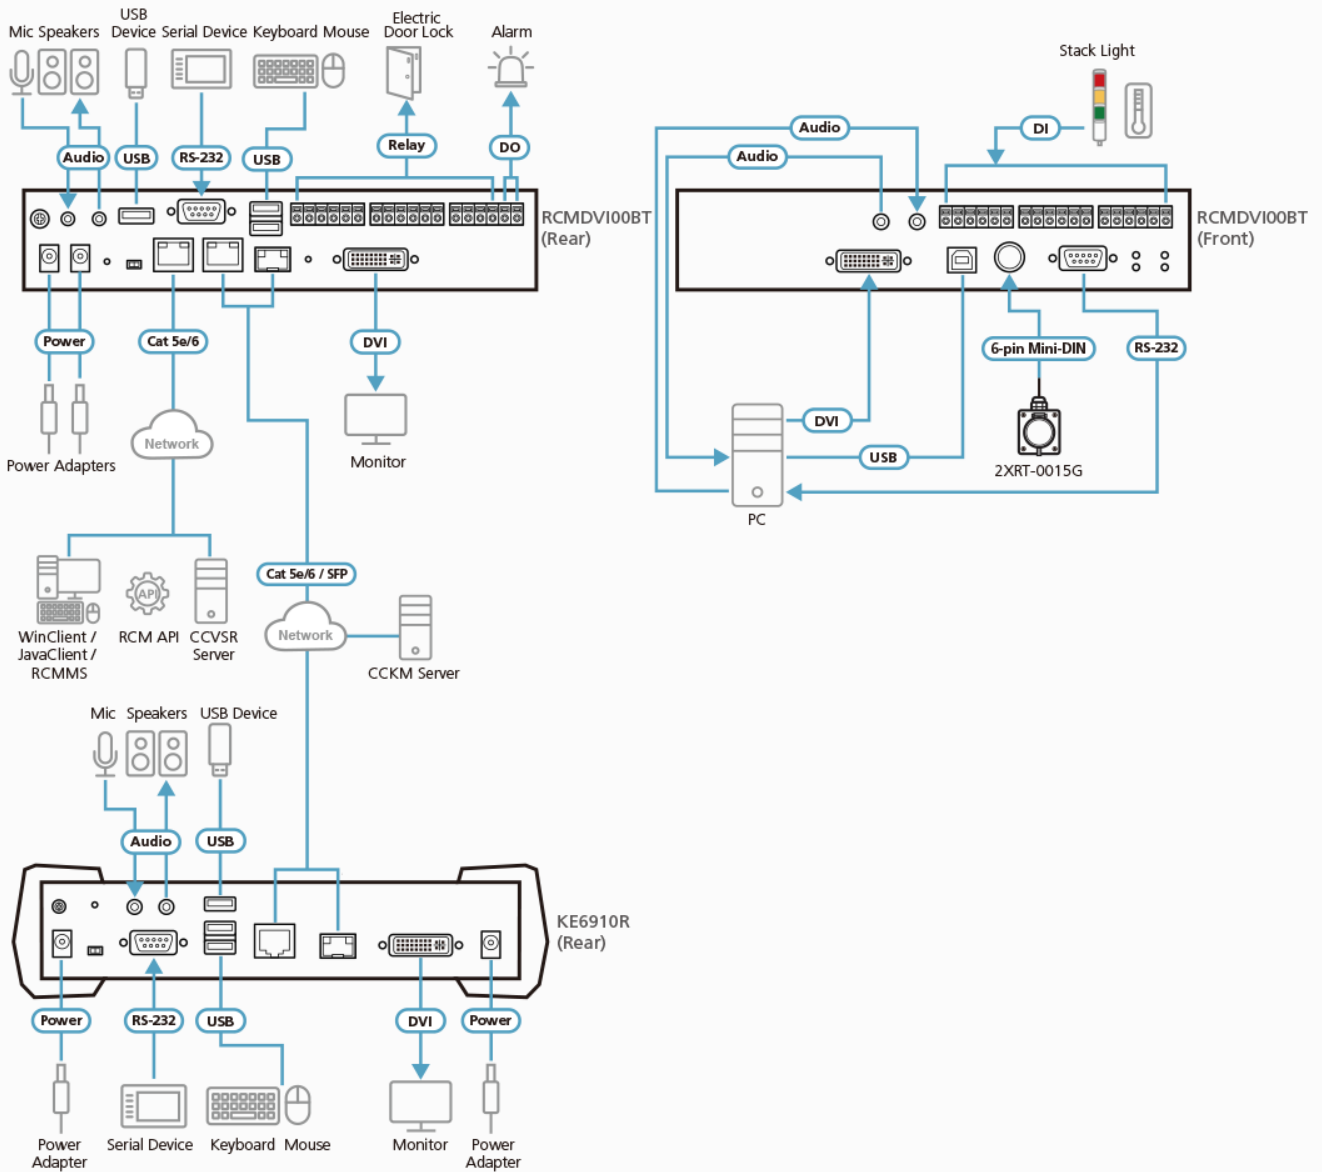 Mic Speakers
USB
Device
Serial Device
Keyboard Mouse
Electric
Door Lock
Alarm
Audio
USB
RS-232
USB
Relay
DO
RCMDVI00BT
(Rear)
Power
Cat 5e/6
DVI
Power Adapters
Network
Monitor
Stack Light
Audio
Audio
DI
RCMDVI00BT
(Front)
6-pin Mini-DIN
RS-232
DVI
USB
2XRT-0015G
PC
Cat 5e/6 / SFP
API
WinClient /
JavaClient /
RCMMS
RCM API
CCVSR
Server
Network
CCKM Server
Mic
Speakers
USB Device
Audio
USB
KE6910R
(Rear)
Power
RS-232
USB
DVI
Power
Power
Adapter
Serial Device
Keyboard
Mouse
Monitor
Power
Adapter